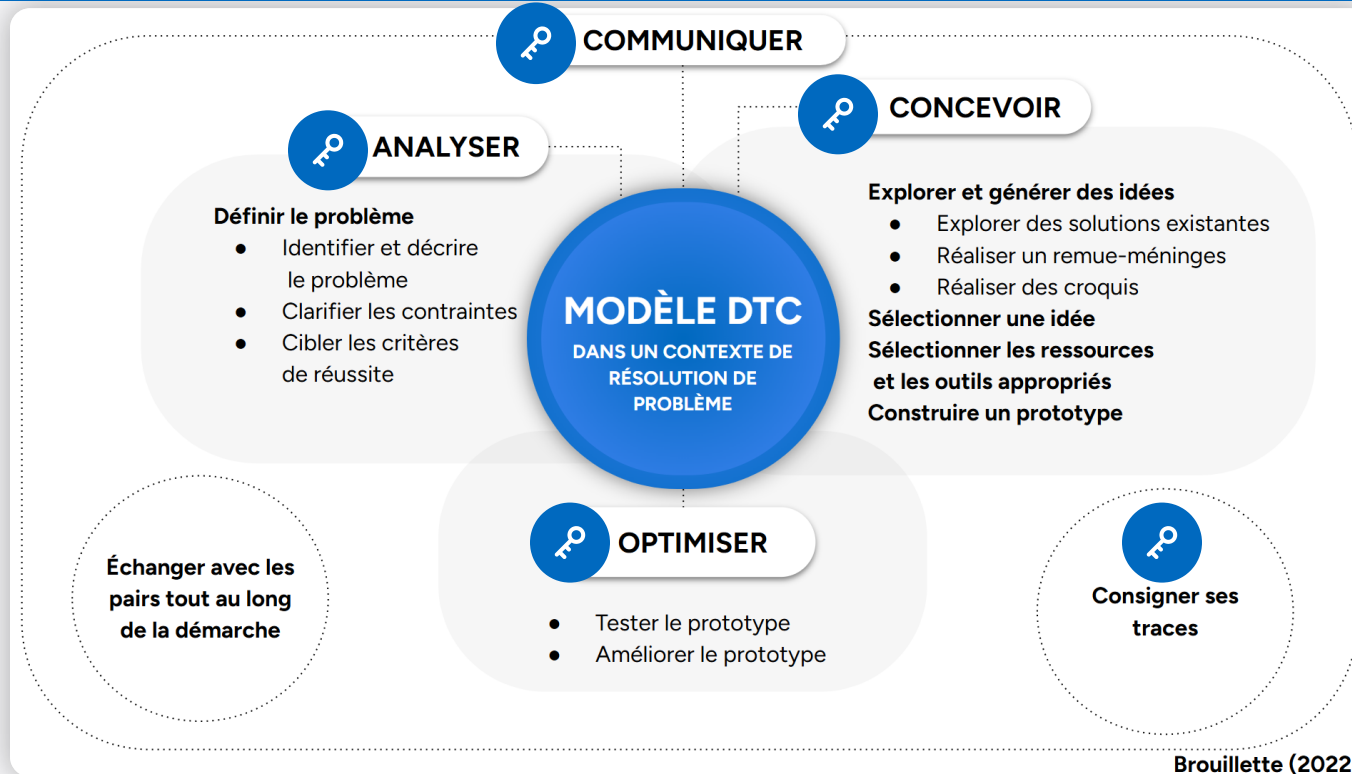 COMMUNIQUER
CONCEVOIR
ANALYSER
Définir le problème
● Identifier et décrire
le problème
● Clarifier les contraintes
● Cibler les critères
de réussite
MODÈLE DTC
DANS UN CONTEXTE DE
RÉSOLUTION DE
PROBLÈME
Explorer et générer des idées
● Explorer des solutions existantes
● Réaliser un remue-méninges
● Réaliser des croquis
Sélectionner une idée
Sélectionner les ressources
et les outils appropriés
Construire un prototype
OPTIMISER
● Tester le prototype
● Améliorer le prototype
Échanger avec les
pairs tout au long
de la démarche
Consigner ses
traces
Brouillette (2022